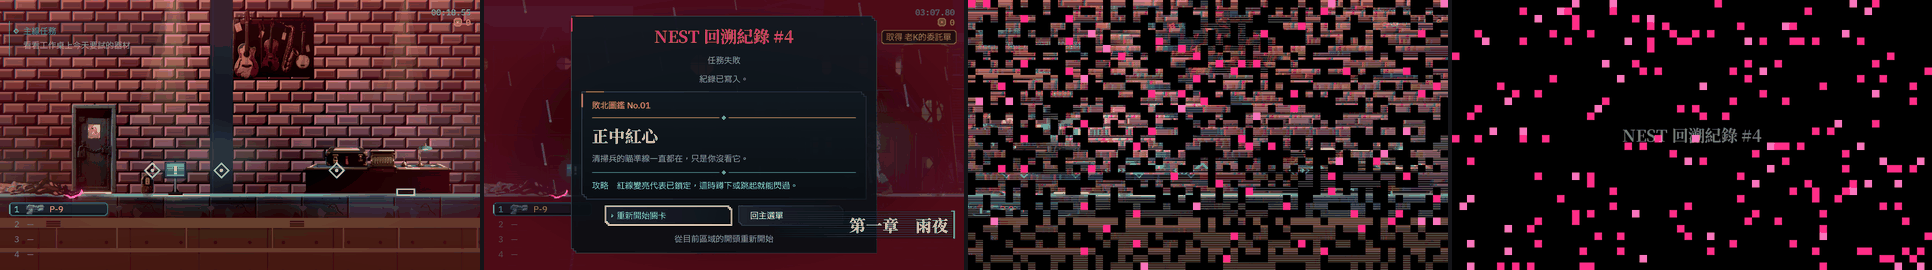 00:18.55
0
主線任務
看看工作桌上今天要試的器材
1 P-9
2 —
3 —
4 —
03:07.80
0
取得 老K的委託單
NEST 回溯紀錄 #4
任務失敗
紀錄已寫入。
敗北圖鑑 No.01
正中紅心
清掃兵的瞄準線一直都在，只是你沒看它。
攻略 紅線變亮代表已鎖定，這時蹲下或跳起就能閃過。
重新開始關卡
回主選單
從目前區域的開頭重新開始
第一章 雨夜
1 P-9
2 —
3 —
4 —
NEST 回溯紀錄 #4